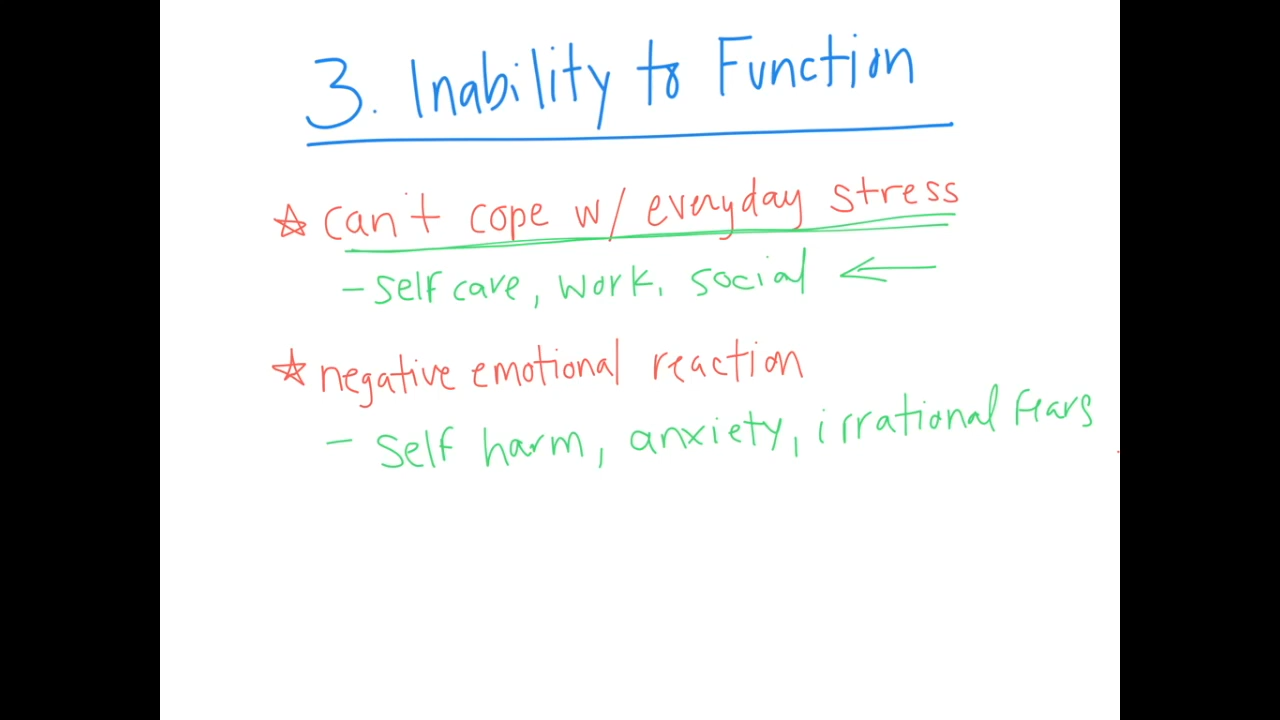 3. Inability to Function
☆ can't cope w/ everyday stress
- self care, work, social ←
☆ negative emotional reaction
- self harm, anxiety, irrational fears